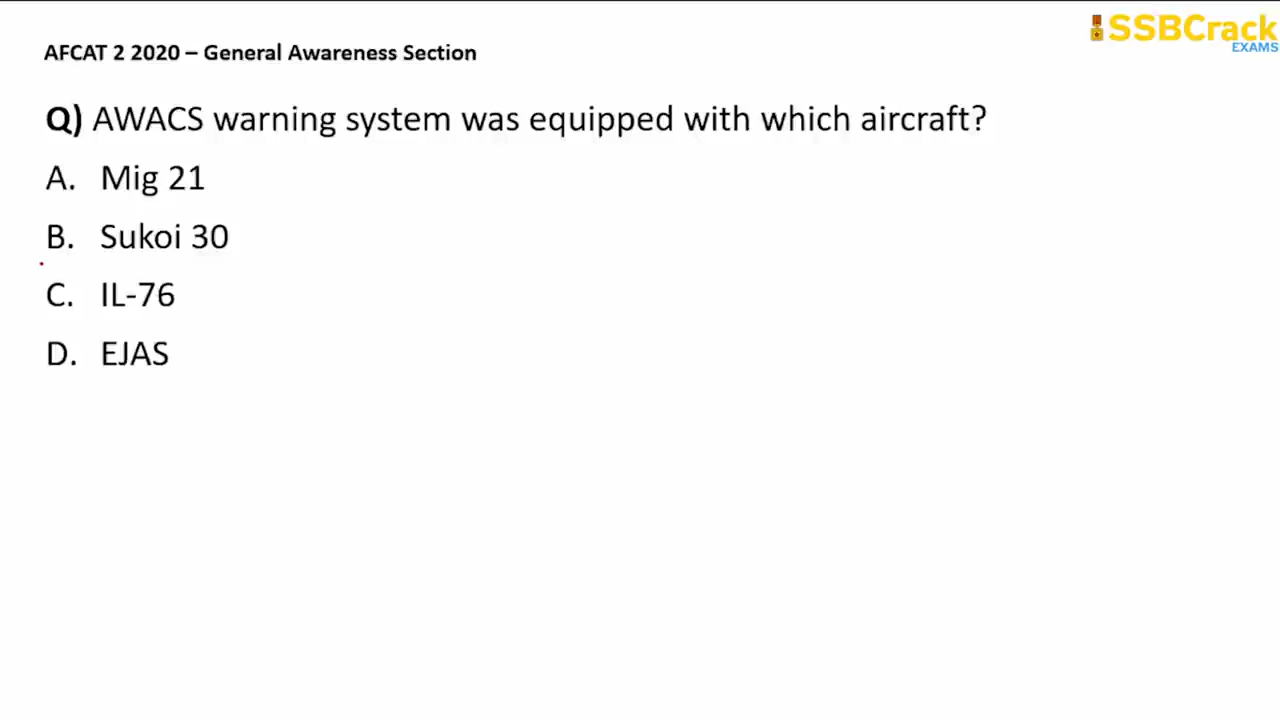 SSBCrack
EXAMS
AFCAT 2 2020 – General Awareness Section
Q) AWACS warning system was equipped with which aircraft?
A. Mig 21
B. Sukoi 30
C. IL-76
D. EJAS